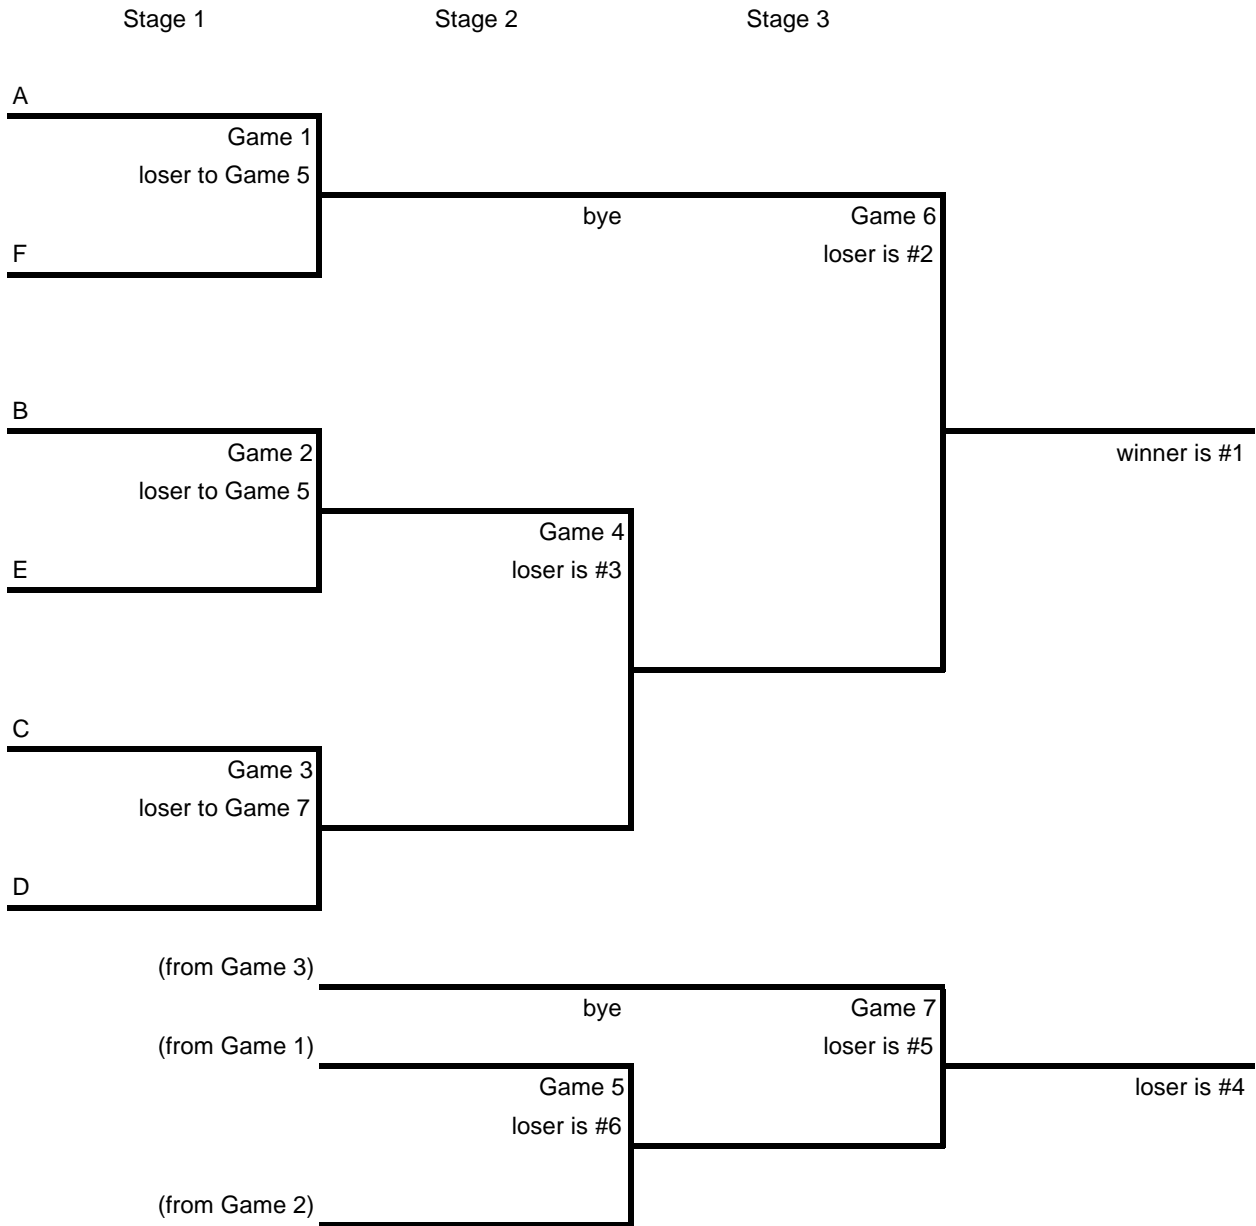 Stage 1 Stage 2 Stage 3
A
Game 1
loser to Game 5
bye
Game 6
F
loser is #2
B
Game 2
winner is #1
loser to Game 5
Game 4
E
loser is #3
C
Game 3
loser to Game 7
D
(from Game 3)
bye
Game 7
(from Game 1)
loser is #5
Game 5
loser is #4
loser is #6
(from Game 2)